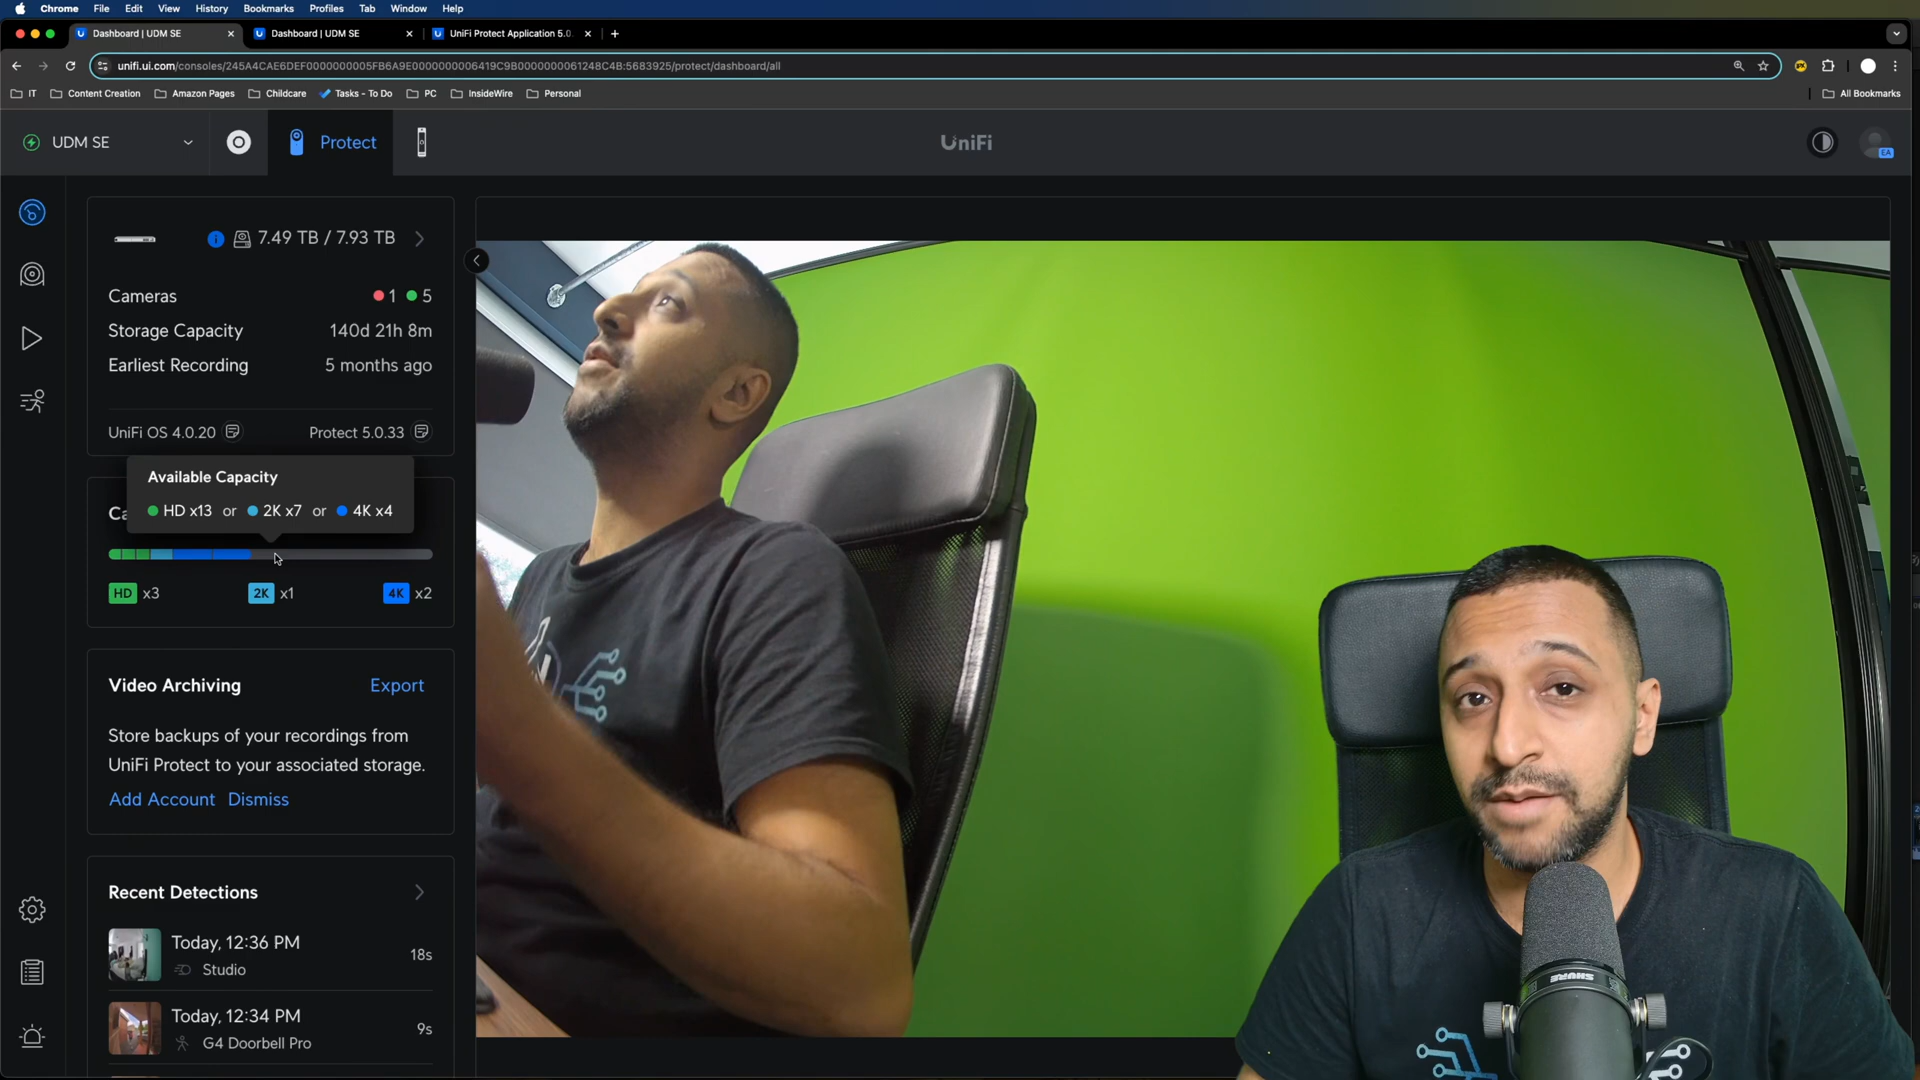 Chrome File Edit View History Bookmarks Profiles Tab Window Help
Dashboard | UDM SE
Dashboard | UDM SE
UniFi Protect Application 5.0.
unifi.ui.com/consoles/245A4CAE6DEF0000000005FB6A9E0000000006419C9B0000000061248C4B:5683925/protect/dashboard/all
IT Content Creation Amazon Pages Childcare Tasks - To Do PC InsideWire Personal All Bookmarks
UDM SE
Protect
UniFi
EA
7.49 TB / 7.93 TB
Cameras 1 5
Storage Capacity 140d 21h 8m
Earliest Recording 5 months ago
UniFi OS 4.0.20 Protect 5.0.33
Available Capacity
HD x13 or 2K x7 or 4K x4
Ca
HD x3 2K x1 4K x2
Video Archiving Export
Store backups of your recordings from
UniFi Protect to your associated storage.
Add Account Dismiss
Recent Detections
Today, 12:36 PM 18s
Studio
Today, 12:34 PM 9s
G4 Doorbell Pro
SHURE